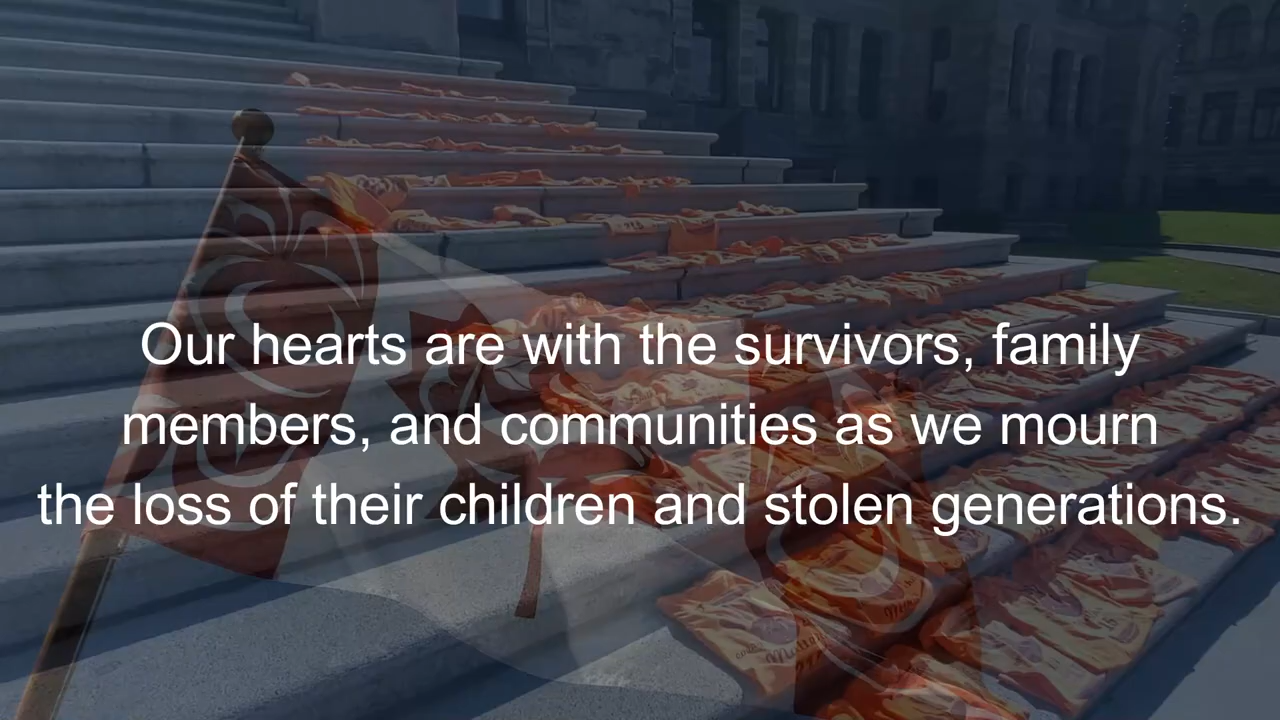 Our hearts are with the survivors, family
members, and communities as we mourn
the loss of their children and stolen generations.